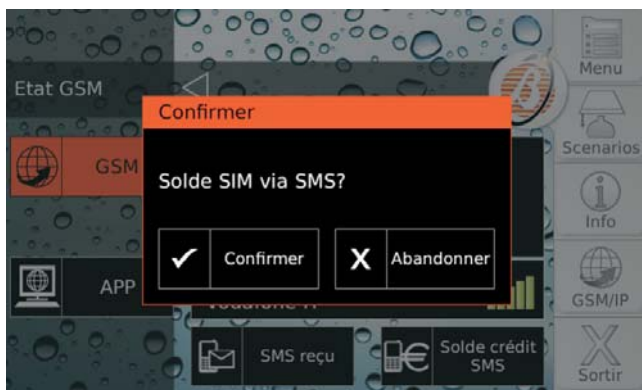 Menu
Etat GSM
Confirmer
Scenarios
GSM
Solde SIM via SMS?
Info
Confirmer
X
Abandonner
APP
GSM/IP
SMS reçu
Solde crédit
SMS
Sortir